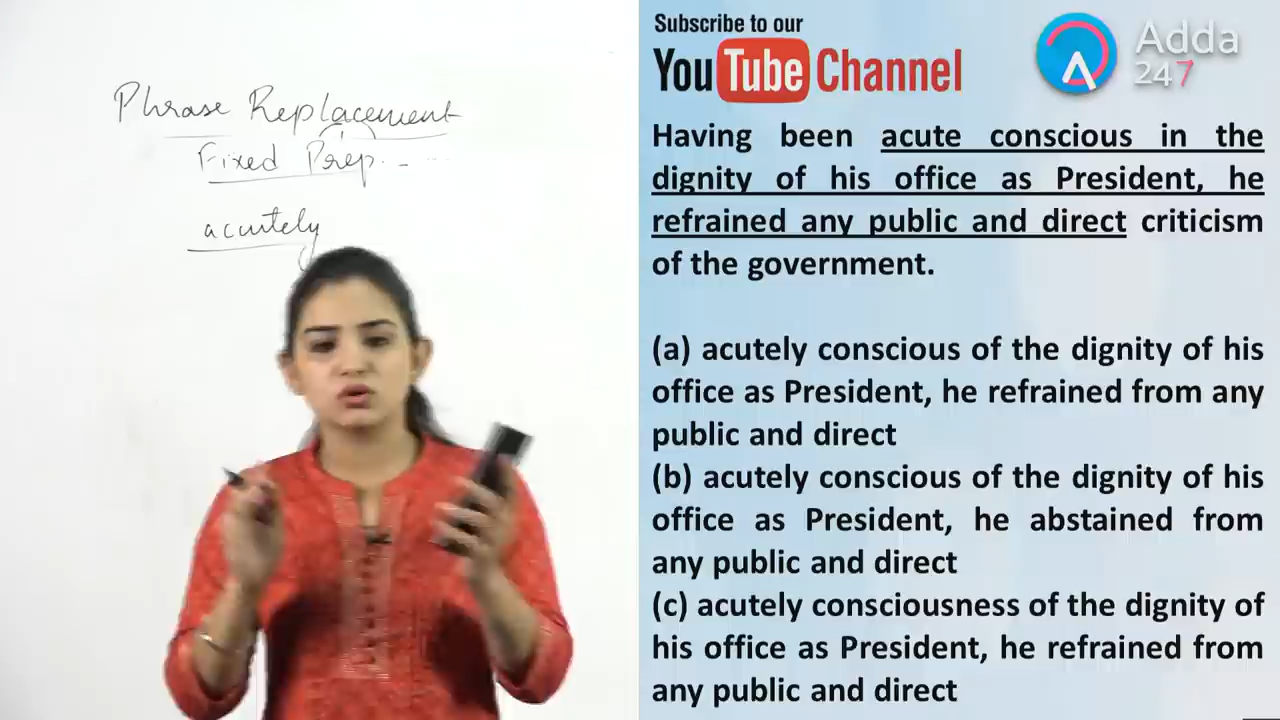 Phrase Replacement
Fixed Prep.
acutely
Subscribe to our
YouTube Channel
Adda
247
Having been acute conscious in the
dignity of his office as President, he
refrained any public and direct criticism
of the government.
(a) acutely conscious of the dignity of his
office as President, he refrained from any
public and direct
(b) acutely conscious of the dignity of his
office as President, he abstained from
any public and direct
(c) acutely consciousness of the dignity of
his office as President, he refrained from
any public and direct